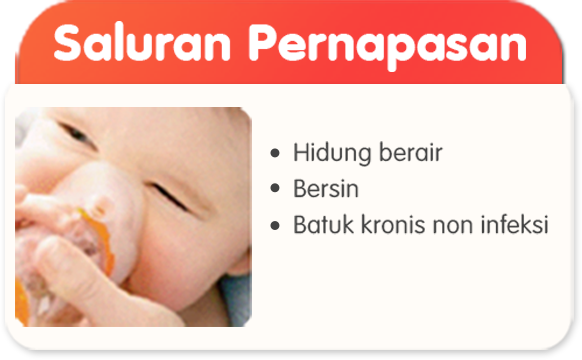 Saluran Pernapasan
• Hidung berair
• Bersin
• Batuk kronis non infeksi